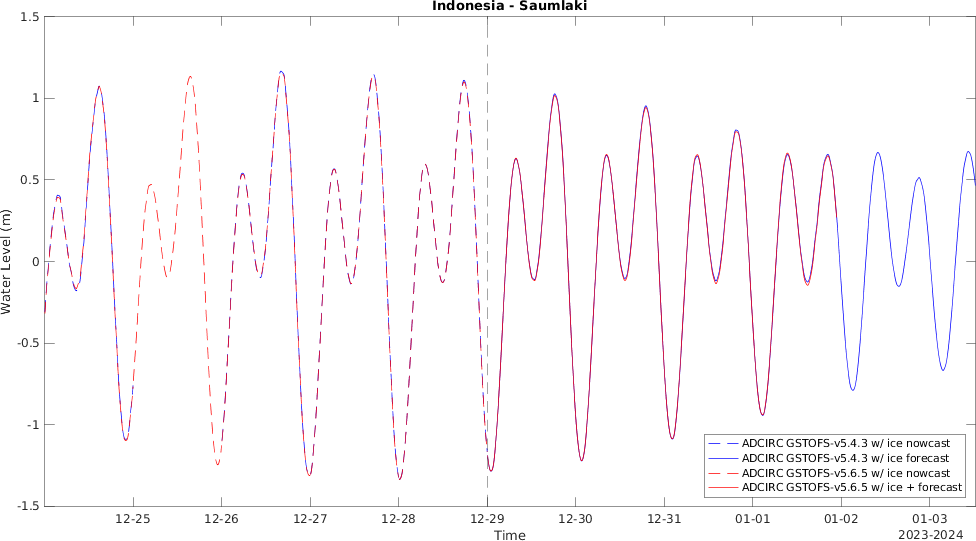 Indonesia - Saumlaki
1.5
1
0.5
0
-0.5
-1
-1.5
Water Level (m)
12-25 12-26 12-27 12-28 12-29 12-30 12-31 01-01 01-02 01-03
Time
2023-2024
ADCIRC GSTOFS-v5.4.3 w/ ice nowcast
ADCIRC GSTOFS-v5.4.3 w/ ice forecast
ADCIRC GSTOFS-v5.6.5 w/ ice nowcast
ADCIRC GSTOFS-v5.6.5 w/ ice + forecast